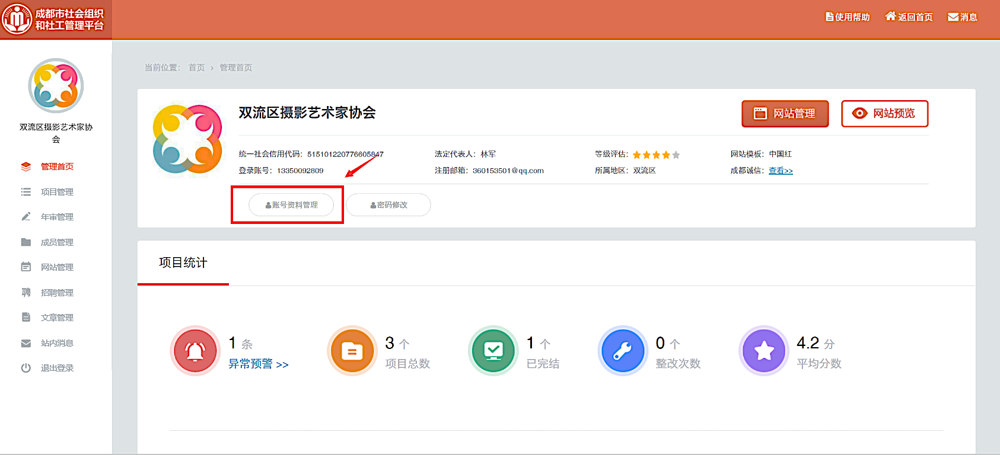 成都市社会组织
和社工管理平台
使用帮助
返回首页
消息
双流区摄影艺术家协
会
管理首页
项目管理
年审管理
成员管理
网站管理
招聘管理
文章管理
站内消息
退出登录
当前位置： 首页 › 管理首页
双流区摄影艺术家协会
网站管理
网站预览
统一社会信用代码：515101220776605847
法定代表人：林军
等级评估：
网站模板：中国红
登录账号：13350092809
注册邮箱：360153501@qq.com
所属地区：双流区
成都诚信：查看>>
账号资料管理
密码修改
项目统计
1 条
异常预警 >>
3 个
项目总数
1 个
已完结
0 个
整改次数
4.2 分
平均分数